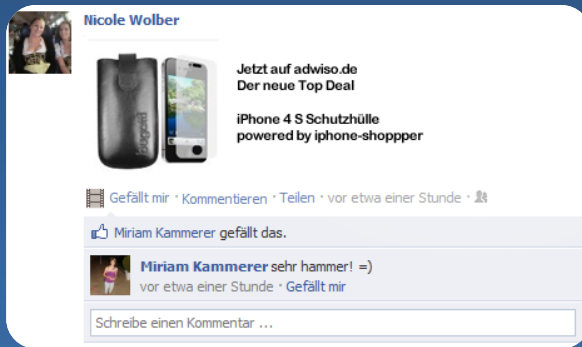 Nicole Wolber
Jetzt auf adwiso.de
Der neue Top Deal
iPhone 4 S Schutzhülle
powered by iphone-shoppper
Gefällt mir · Kommentieren · Teilen · vor etwa einer Stunde ·
Miriam Kammerer gefällt das.
Miriam Kammerer sehr hammer! =)
vor etwa einer Stunde · Gefällt mir
Schreibe einen Kommentar ...